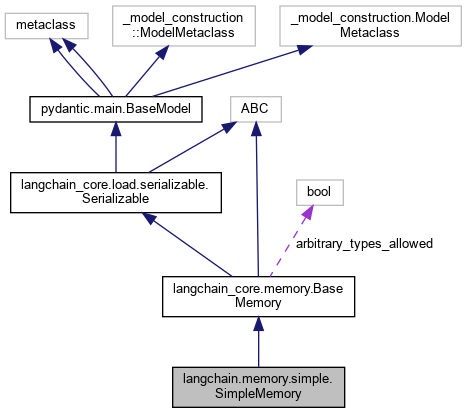 metaclass
_model_construction
::ModelMetaclass
_model_construction.Model
Metaclass
pydantic.main.BaseModel
ABC
langchain_core.load.serializable.
Serializable
bool
arbitrary_types_allowed
langchain_core.memory.Base
Memory
langchain.memory.simple.
SimpleMemory